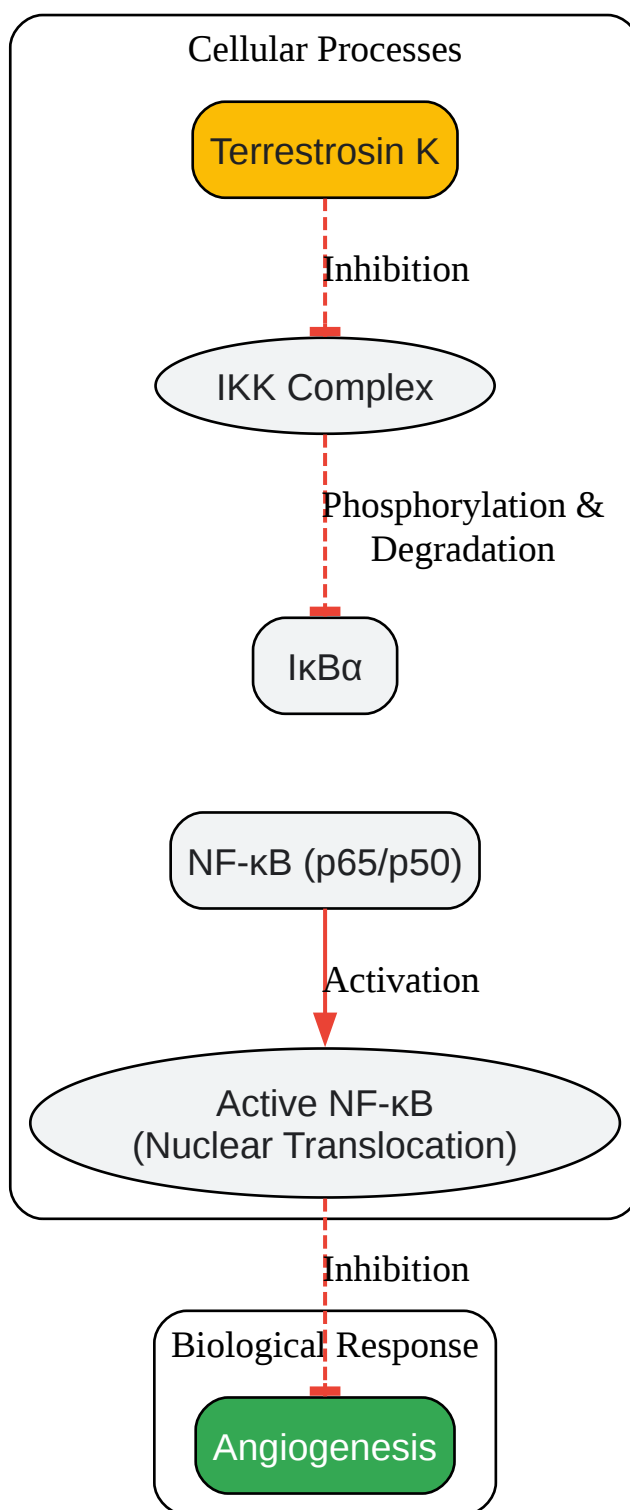 Cellular Processes
Terrestrosin K
Inhibition
IKK Complex
Phosphorylation &
Degradation
IκBα
NF-κB (p65/p50)
Activation
Active NF-κB
(Nuclear Translocation)
Inhibition
Biological Response
Angiogenesis